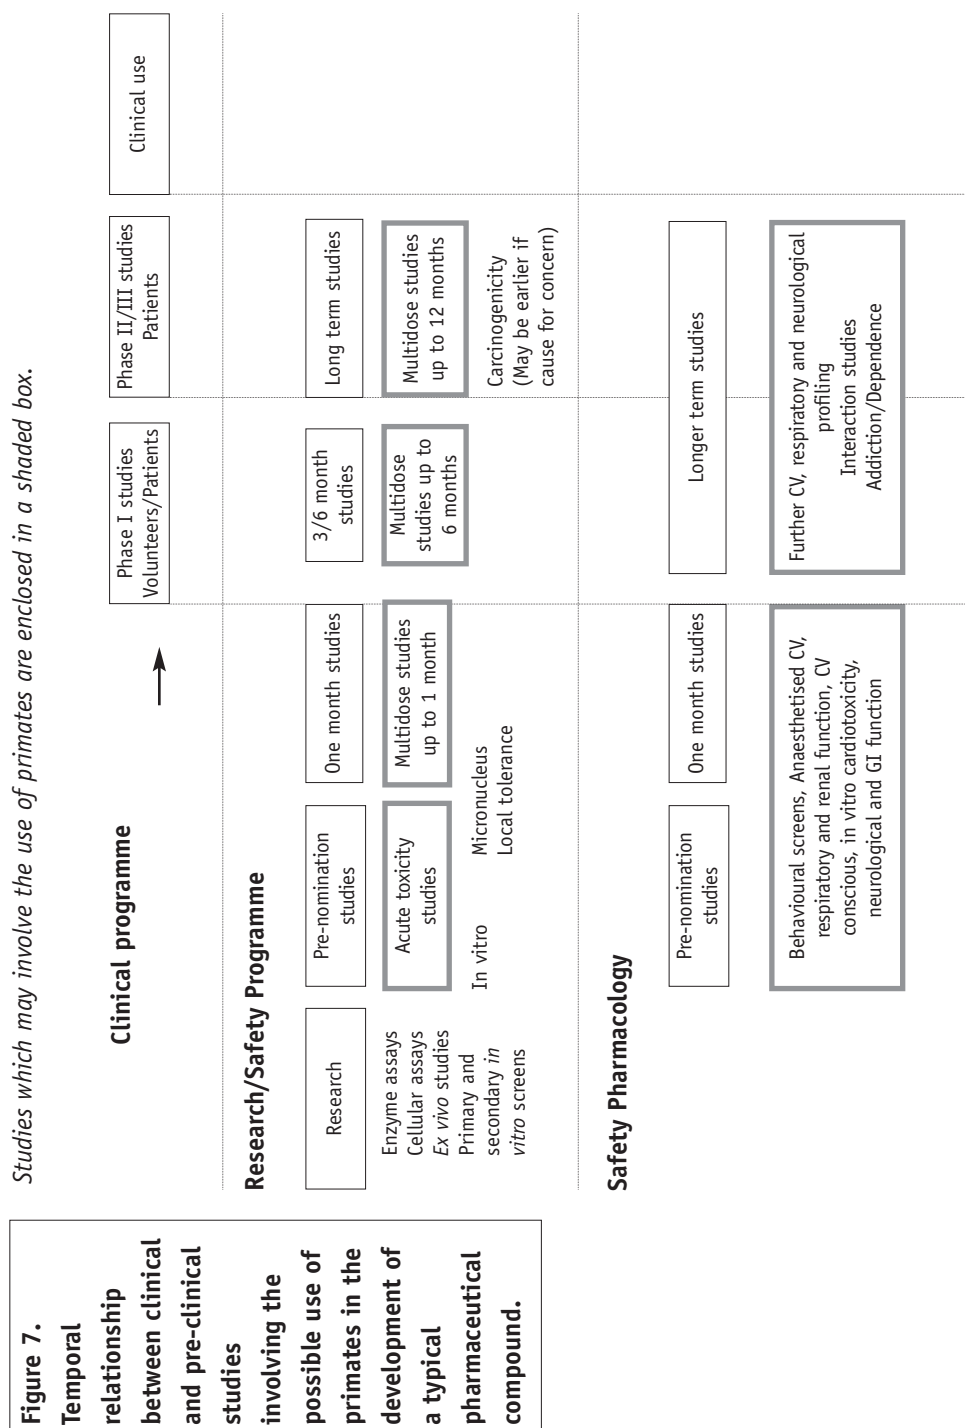 Figure 7.
Temporal
relationship
between clinical
and pre-clinical
studies
involving the
possible use of
primates in the
development of
a typical
pharmaceutical
compound.
Studies which may involve the use of primates are enclosed in a shaded box.
Clinical programme
Phase I studies
Volunteers/Patients
Phase II/III studies
Patients
Clinical use
Research/Safety Programme
Research
Enzyme assays
Cellular assays
Ex vivo studies
Primary and
secondary in
vitro screens
Pre-nomination
studies
Acute toxicity
studies
In vitro
One month studies
Multidose studies
up to 1 month
Micronucleus
Local tolerance
3/6 month
studies
Multidose
studies up to
6 months
Long term studies
Multidose studies
up to 12 months
Carcinogenicity
(May be earlier if
cause for concern)
Safety Pharmacology
Pre-nomination
studies
One month studies
Behavioural screens, Anaesthetised CV,
respiratory and renal function, CV
conscious, in vitro cardiotoxicity,
neurological and GI function
Longer term studies
Further CV, respiratory and neurological
profiling
Interaction studies
Addiction/Dependence